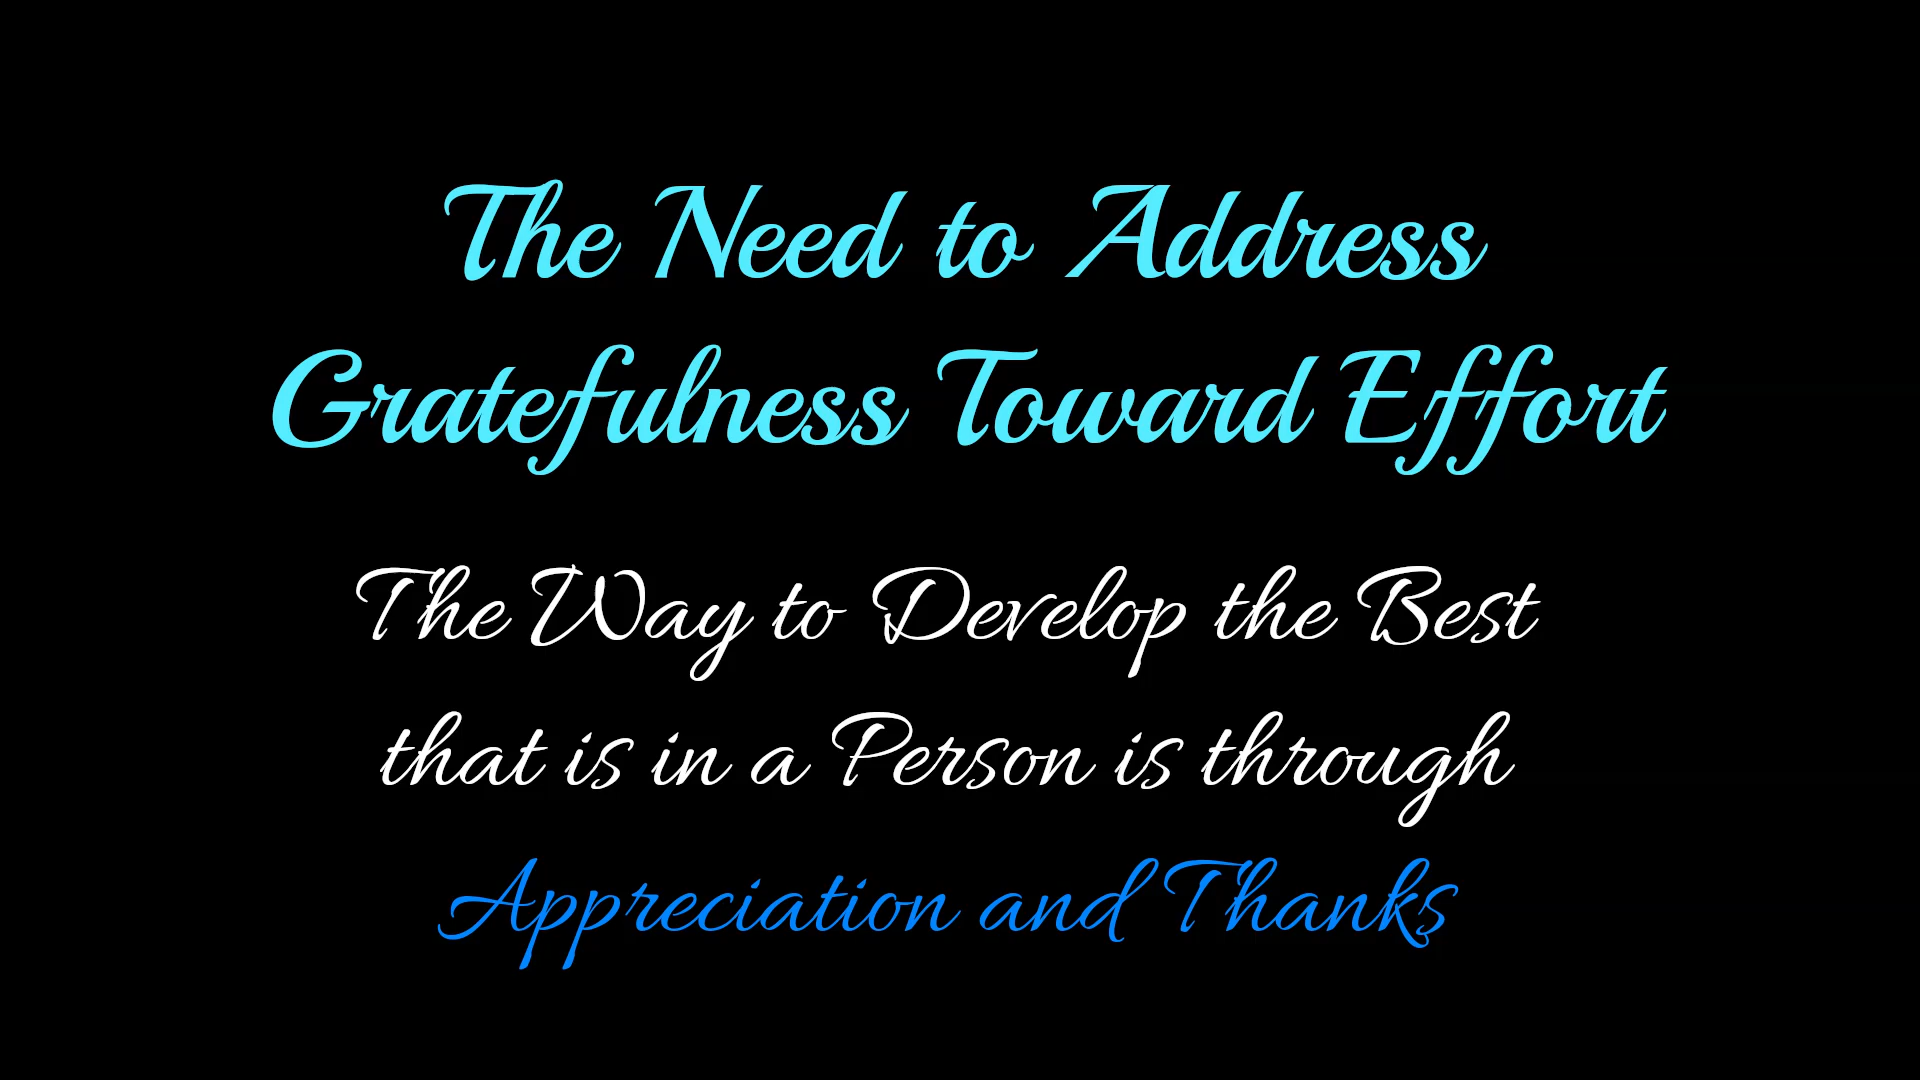 The Need to Address
Gratefulness Toward Effort
The Way to Develop the Best
that is in a Person is through
Appreciation and Thanks